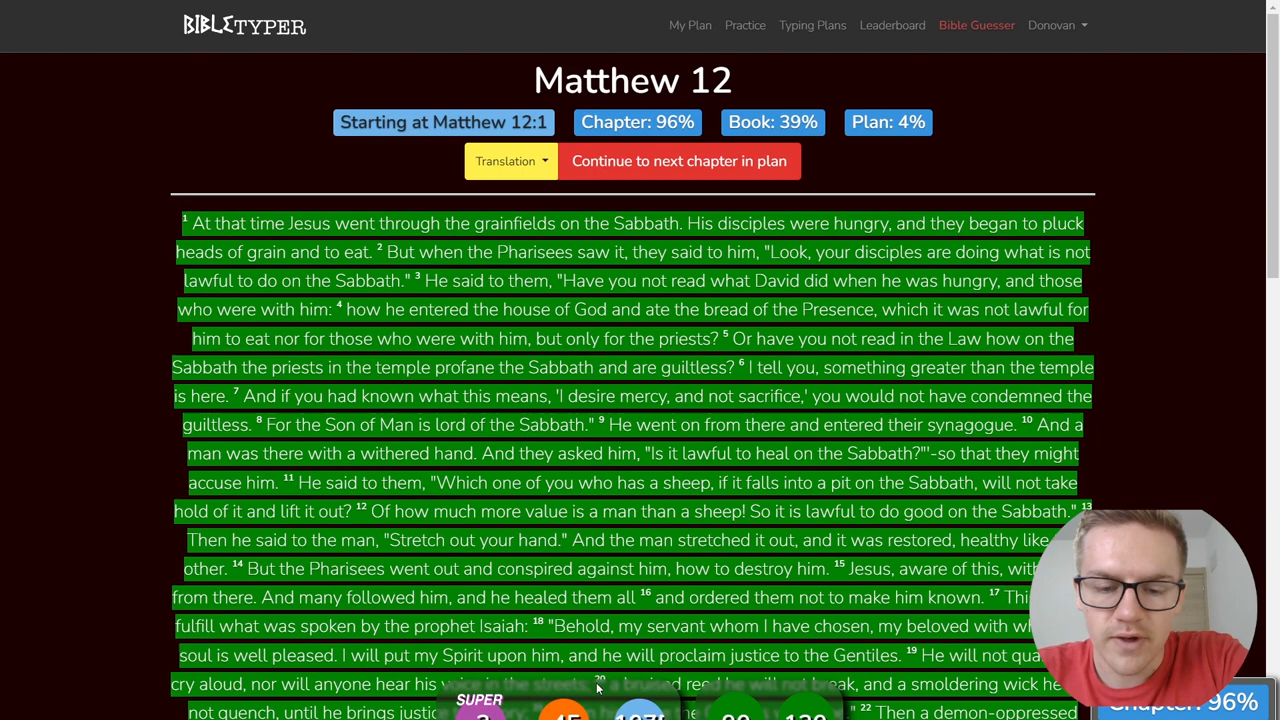 BIBLETYPER My Plan Practice Typing Plans Leaderboard Bible Guesser Donovan
Matthew 12
Starting at Matthew 12:1 Chapter: 96% Book: 39% Plan: 4%
Translation Continue to next chapter in plan
1 At that time Jesus went through the grainfields on the Sabbath. His disciples were hungry, and they began to pluck
heads of grain and to eat. 2 But when the Pharisees saw it, they said to him, "Look, your disciples are doing what is not
lawful to do on the Sabbath." 3 He said to them, "Have you not read what David did when he was hungry, and those
who were with him: 4 how he entered the house of God and ate the bread of the Presence, which it was not lawful for
him to eat nor for those who were with him, but only for the priests? 5 Or have you not read in the Law how on the
Sabbath the priests in the temple profane the Sabbath and are guiltless? 6 I tell you, something greater than the temple
is here. 7 And if you had known what this means, 'I desire mercy, and not sacrifice,' you would not have condemned the
guiltless. 8 For the Son of Man is lord of the Sabbath." 9 He went on from there and entered their synagogue. 10 And a
man was there with a withered hand. And they asked him, "Is it lawful to heal on the Sabbath?"'-so that they might
accuse him. 11 He said to them, "Which one of you who has a sheep, if it falls into a pit on the Sabbath, will not take
hold of it and lift it out? 12 Of how much more value is a man than a sheep! So it is lawful to do good on the Sabbath." 13
Then he said to the man, "Stretch out your hand." And the man stretched it out, and it was restored, healthy like
other. 14 But the Pharisees went out and conspired against him, how to destroy him. 15 Jesus, aware of this,
from there. And many followed him, and he healed them all 16 and ordered them not to make him known. 17
fulfill what was spoken by the prophet Isaiah: 18 "Behold, my servant whom I have chosen, my beloved with
soul is well pleased. I will put my Spirit upon him, and he will proclaim justice to the Gentiles. 19 He will not
cry aloud, nor will anyone hear his voice in the streets; 20 a bruised reed he will not break, and a smoldering wick he
not quench, until he brings " 22 Then a demon-oppressed
SUPER
96%